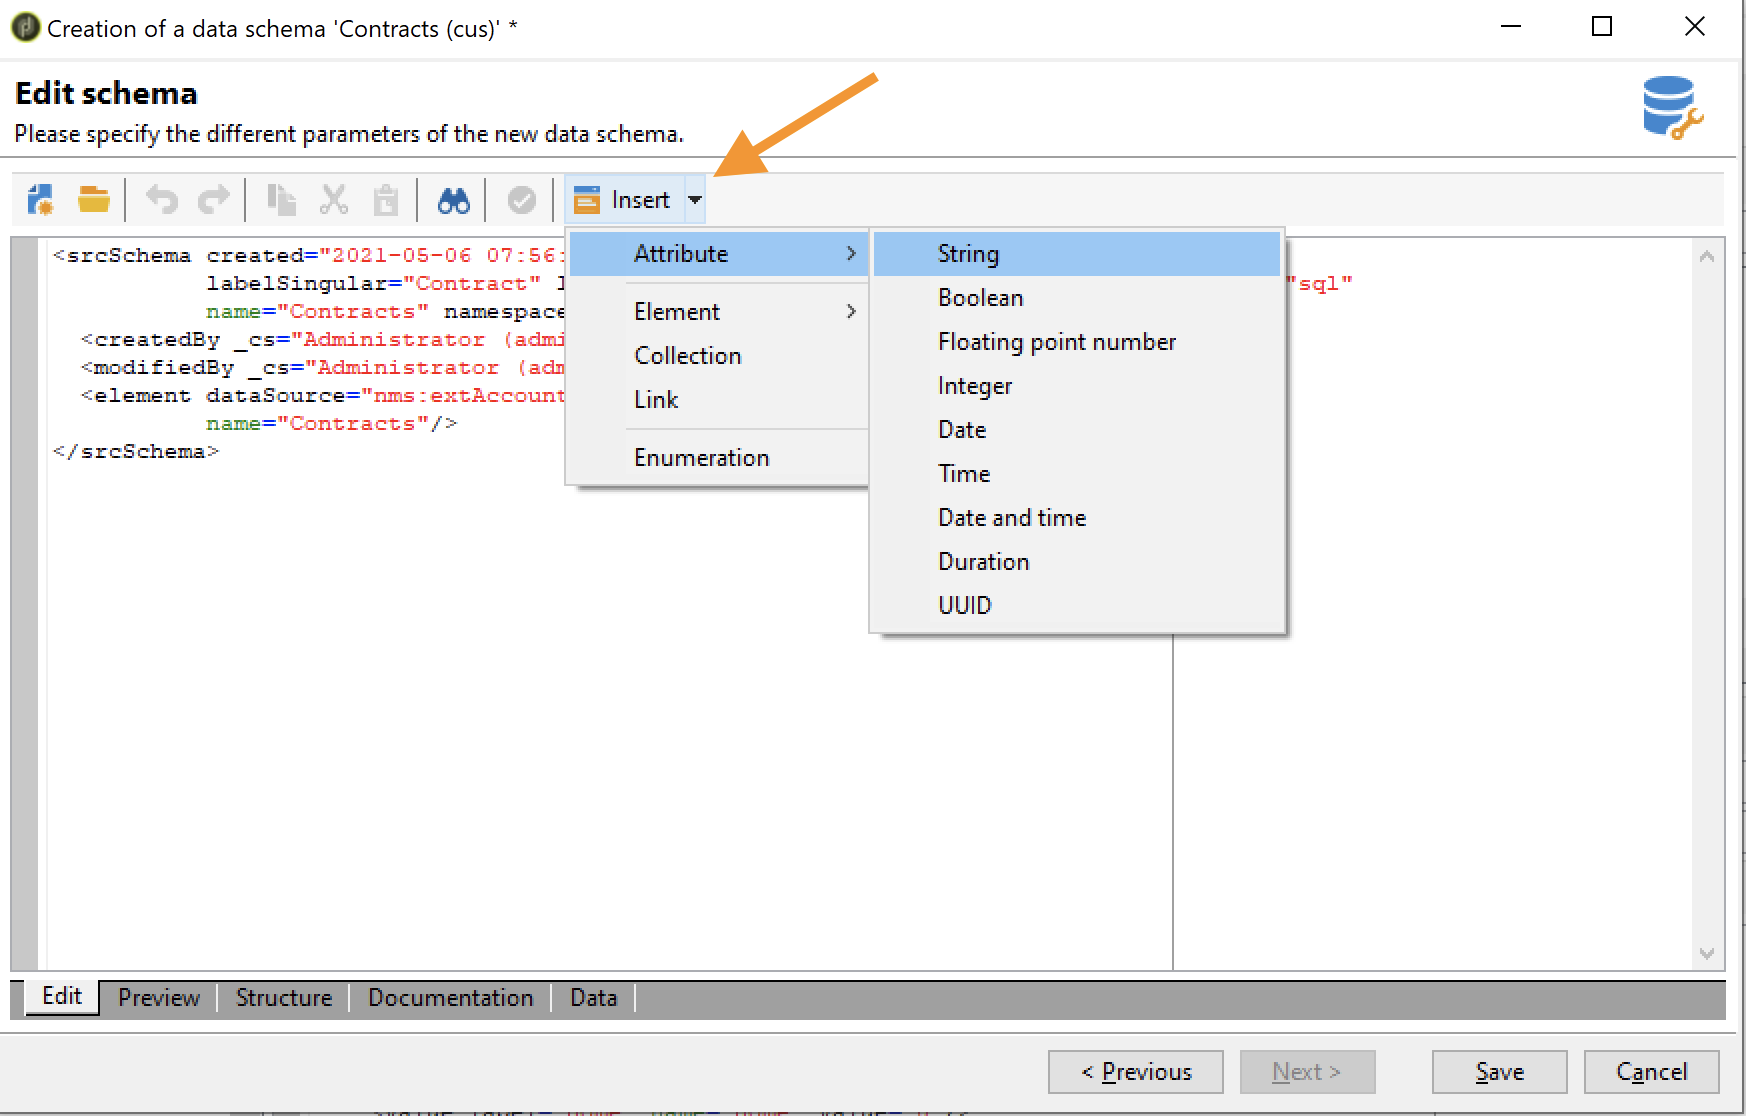 Creation of a data schema 'Contracts (cus)' *
Edit schema
Please specify the different parameters of the new data schema.
Insert
<srcSchema created="2021-05-06 07:56:
labelSingular="Contract"
"sql"
name="Contracts" namespace
<createdBy _cs="Administrator (admi
<modifiedBy _cs="Administrator (adm
<element dataSource="nms:extAccount
name="Contracts"/>
</srcSchema>
Attribute
Element
Collection
Link
Enumeration
String
Boolean
Floating point number
Integer
Date
Time
Date and time
Duration
UUID
Edit
Preview
Structure
Documentation
Data
< Previous
Next >
Save
Cancel